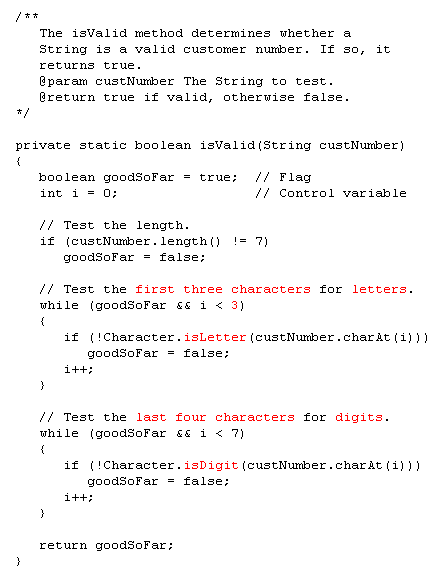 /**
   The isValid method determines whether a
   String is a valid customer number. If so, it
   returns true.
   @param custNumber The String to test.
   @return true if valid, otherwise false.
*/

private static boolean isValid(String custNumber)
{
   boolean goodSoFar = true;  // Flag
   int i = 0;                 // Control variable

   // Test the length.
   if (custNumber.length() != 7)
      goodSoFar = false;

   // Test the first three characters for letters.
   while (goodSoFar && i < 3)
   {
      if (!Character.isLetter(custNumber.charAt(i)))
         goodSoFar = false;
      i++;
   }

   // Test the last four characters for digits.
   while (goodSoFar && i < 7)
   {
      if (!Character.isDigit(custNumber.charAt(i)))
         goodSoFar = false;
      i++;
   }

   return goodSoFar;
}